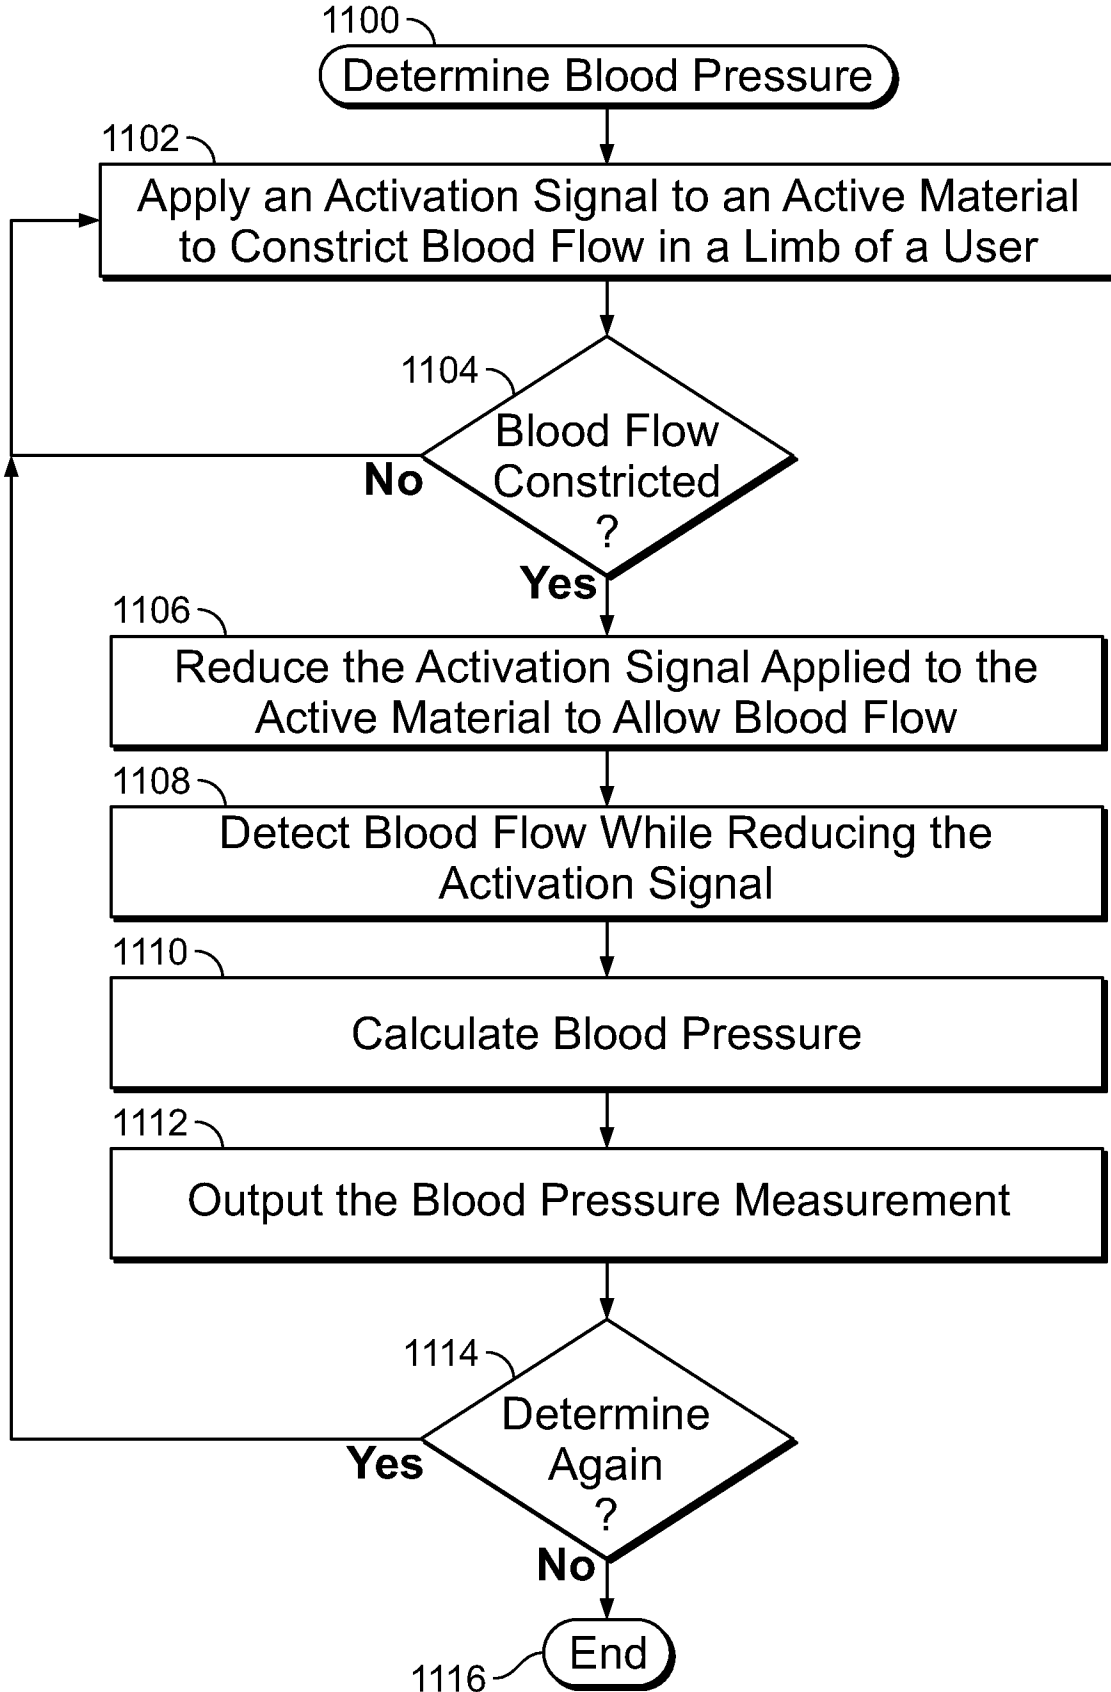 1100
Determine Blood Pressure
1102
Apply an Activation Signal to an Active Material
to Constrict Blood Flow in a Limb of a User
1104
Blood Flow
Constricted
?
No
Yes
1106
Reduce the Activation Signal Applied to the
Active Material to Allow Blood Flow
1108
Detect Blood Flow While Reducing the
Activation Signal
1110
Calculate Blood Pressure
1112
Output the Blood Pressure Measurement
1114
Determine
Again
?
Yes
No
End
1116